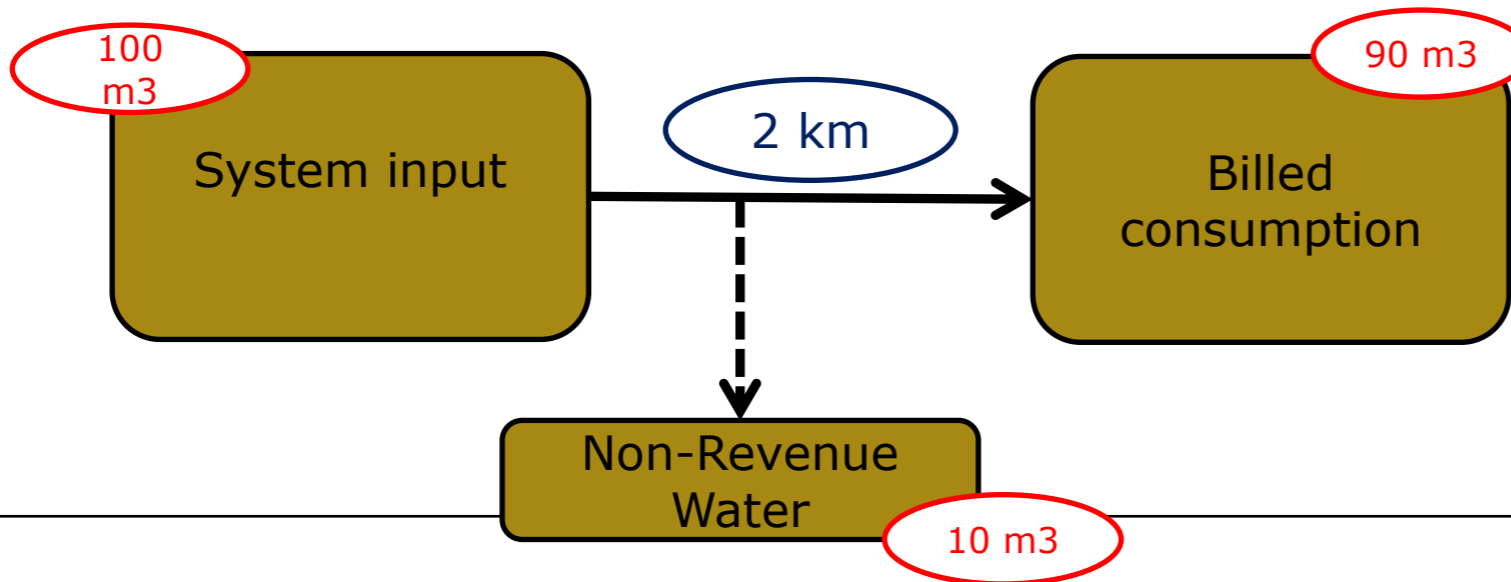 100
m3
System input
2 km
90 m3
Billed
consumption
Non-Revenue
Water
10 m3